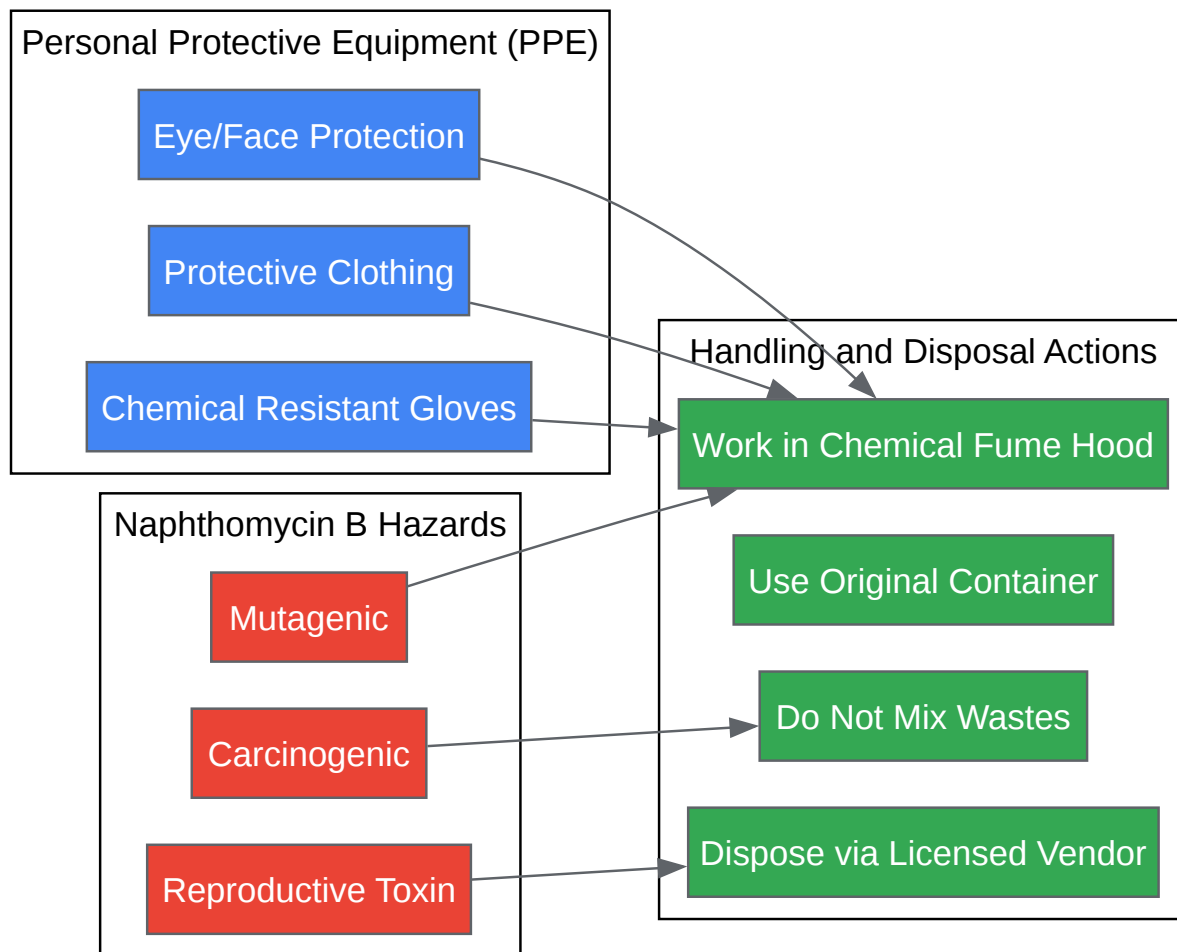 Personal Protective Equipment (PPE)
Eye/Face Protection
Protective Clothing
Chemical Resistant Gloves
Naphthomycin B Hazards
Mutagenic
Carcinogenic
Reproductive Toxin
Handling and Disposal Actions
Work in Chemical Fume Hood
Use Original Container
Do Not Mix Wastes
Dispose via Licensed Vendor